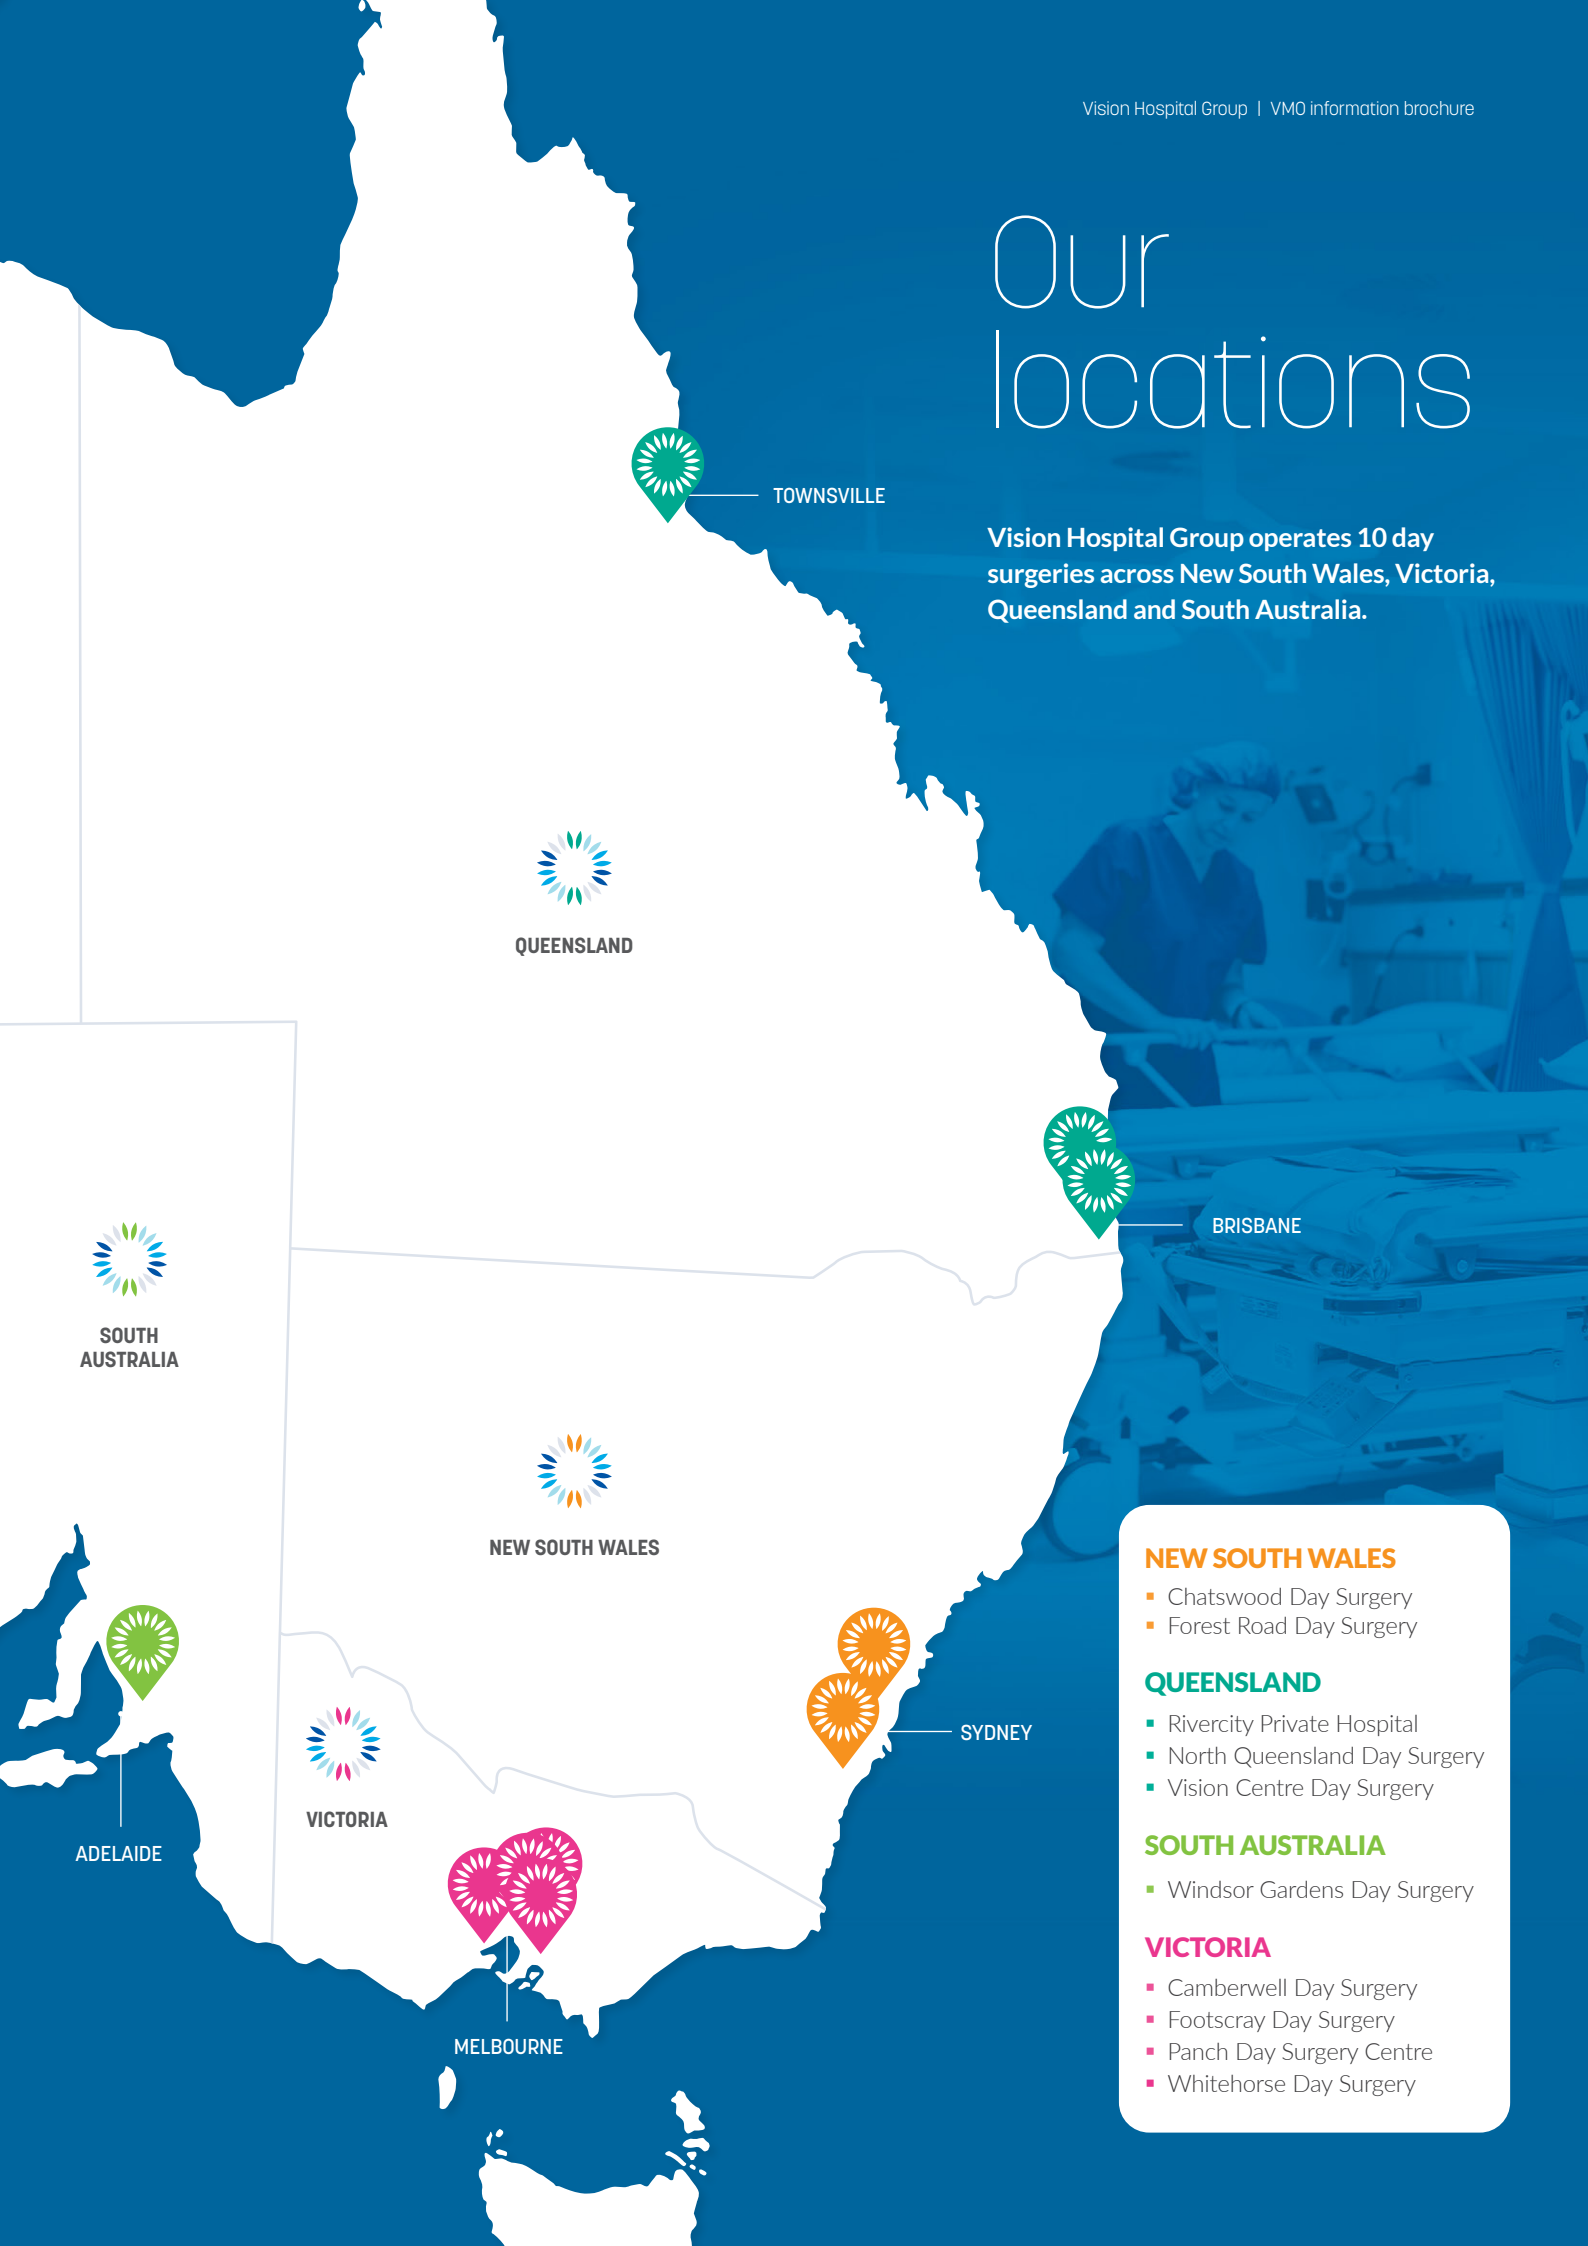 Vision Hospital Group | VMO information brochure
Our
locations
Vision Hospital Group operates 10 day
surgeries across New South Wales, Victoria,
Queensland and South Australia.
TOWNSVILLE
QUEENSLAND
BRISBANE
SOUTH
AUSTRALIA
NEW SOUTH WALES
SYDNEY
ADELAIDE
VICTORIA
MELBOURNE
NEW SOUTH WALES
▪ Chatswood Day Surgery
▪ Forest Road Day Surgery
QUEENSLAND
▪ Rivercity Private Hospital
▪ North Queensland Day Surgery
▪ Vision Centre Day Surgery
SOUTH AUSTRALIA
▪ Windsor Gardens Day Surgery
VICTORIA
▪ Camberwell Day Surgery
▪ Footscray Day Surgery
▪ Panch Day Surgery Centre
▪ Whitehorse Day Surgery